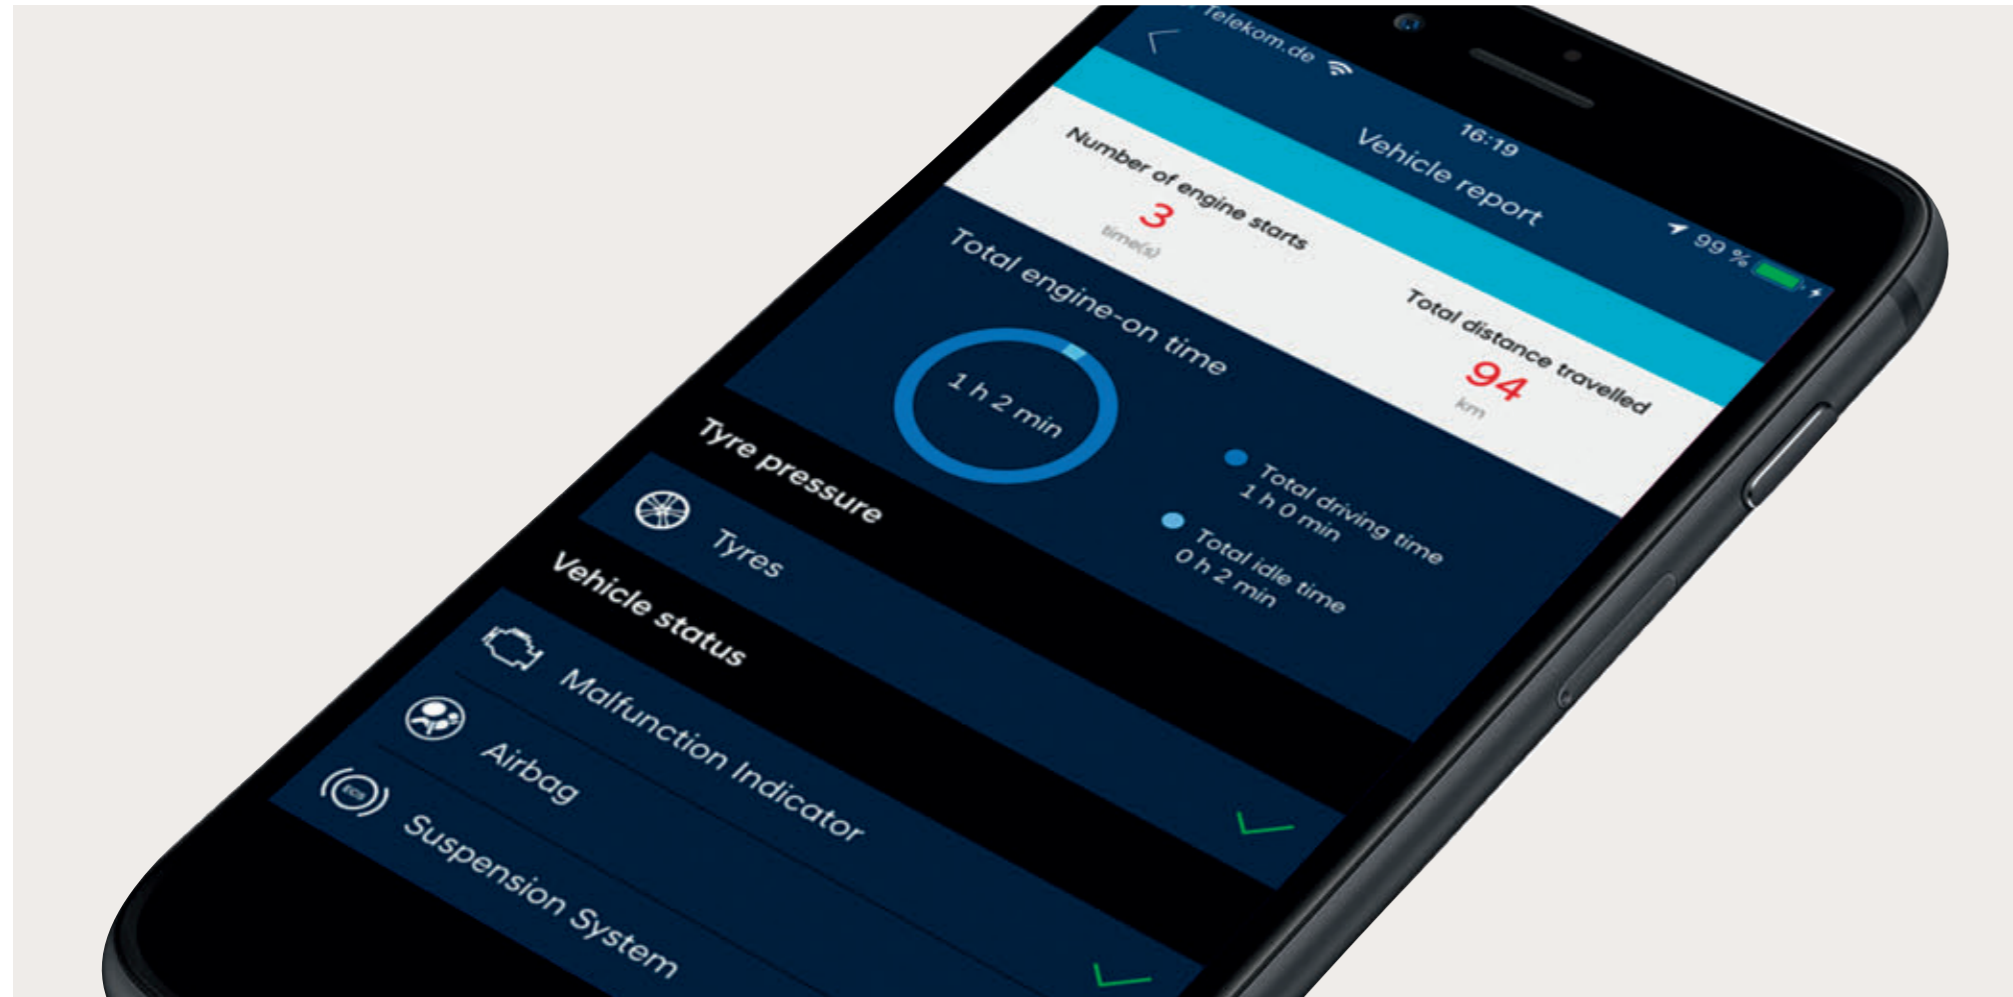 Telekom.de
16:19
99 %
Vehicle report
Number of engine starts
3
time(s)
Total distance travelled
94
km
Total engine-on time
1 h 2 min
Total driving time
1 h 0 min
Total idle time
0 h 2 min
Tyre pressure
Tyres
Vehicle status
Malfunction Indicator
Airbag
ECS
Suspension System